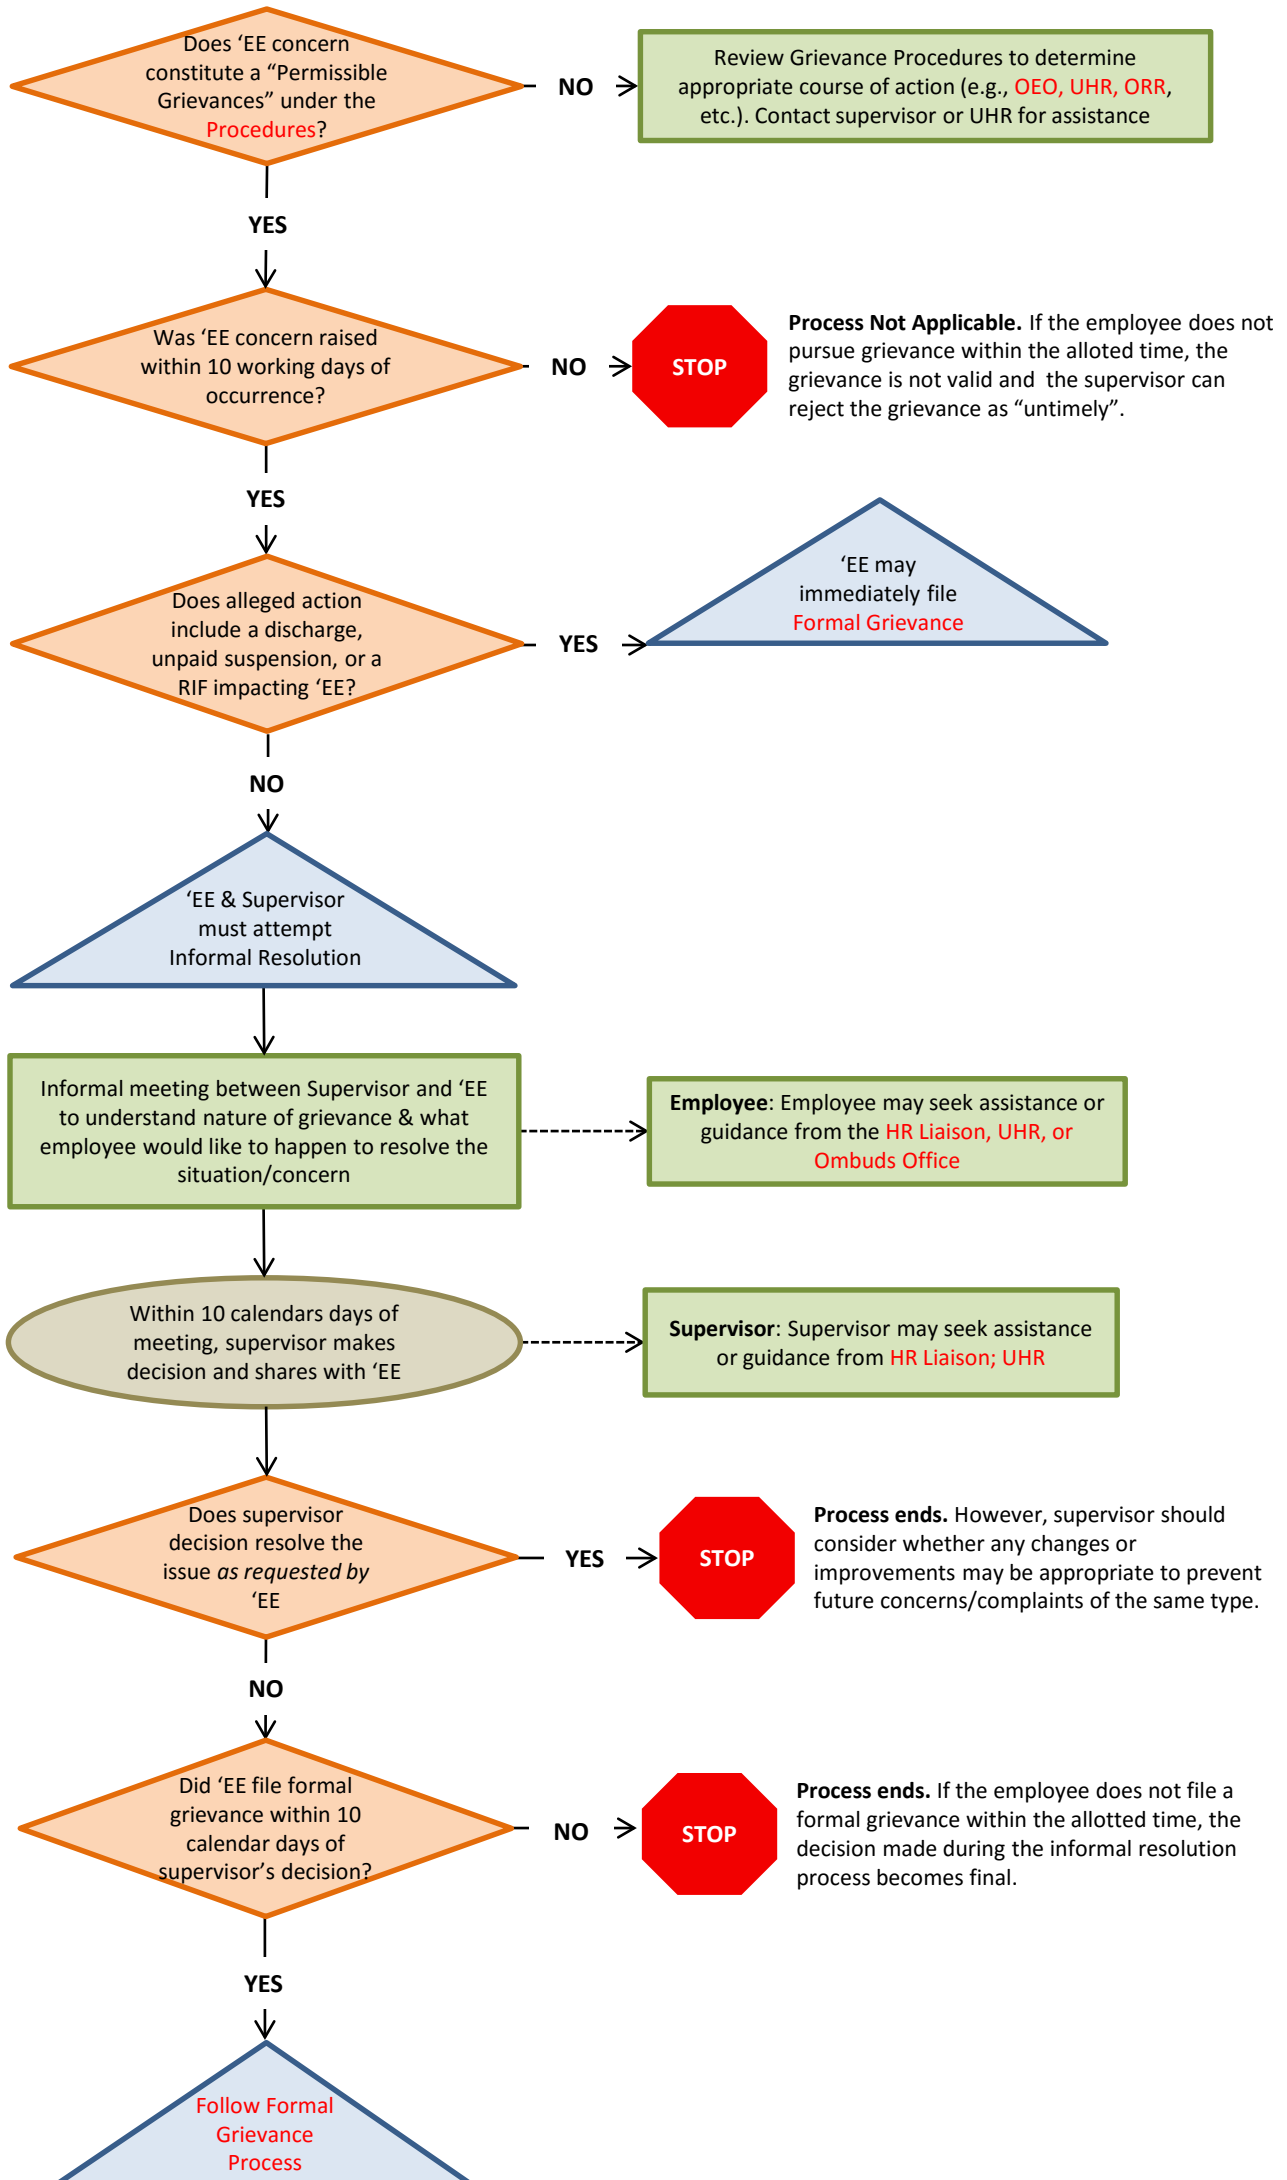 Does ‘EE concern
constitute a “Permissible
Grievances” under the
Procedures?
NO
Review Grievance Procedures to determine
appropriate course of action (e.g., OEO, UHR, ORR,
etc.). Contact supervisor or UHR for assistance
YES
Was ‘EE concern raised
within 10 working days of
occurrence?
NO
STOP
Process Not Applicable. If the employee does not
pursue grievance within the alloted time, the
grievance is not valid and the supervisor can
reject the grievance as “untimely”.
YES
Does alleged action
include a discharge,
unpaid suspension, or a
RIF impacting ‘EE?
YES
‘EE may
immediately file
Formal Grievance
NO
‘EE & Supervisor
must attempt
Informal Resolution
Informal meeting between Supervisor and ‘EE
to understand nature of grievance & what
employee would like to happen to resolve the
situation/concern
Employee: Employee may seek assistance or
guidance from the HR Liaison, UHR, or
Ombuds Office
Within 10 calendars days of
meeting, supervisor makes
decision and shares with ‘EE
Supervisor: Supervisor may seek assistance
or guidance from HR Liaison; UHR
Does supervisor
decision resolve the
issue as requested by
‘EE
YES
STOP
Process ends. However, supervisor should
consider whether any changes or
improvements may be appropriate to prevent
future concerns/complaints of the same type.
NO
Did ‘EE file formal
grievance within 10
calendar days of
supervisor’s decision?
NO
STOP
Process ends. If the employee does not file a
formal grievance within the allotted time, the
decision made during the informal resolution
process becomes final.
YES
Follow Formal
Grievance
Process